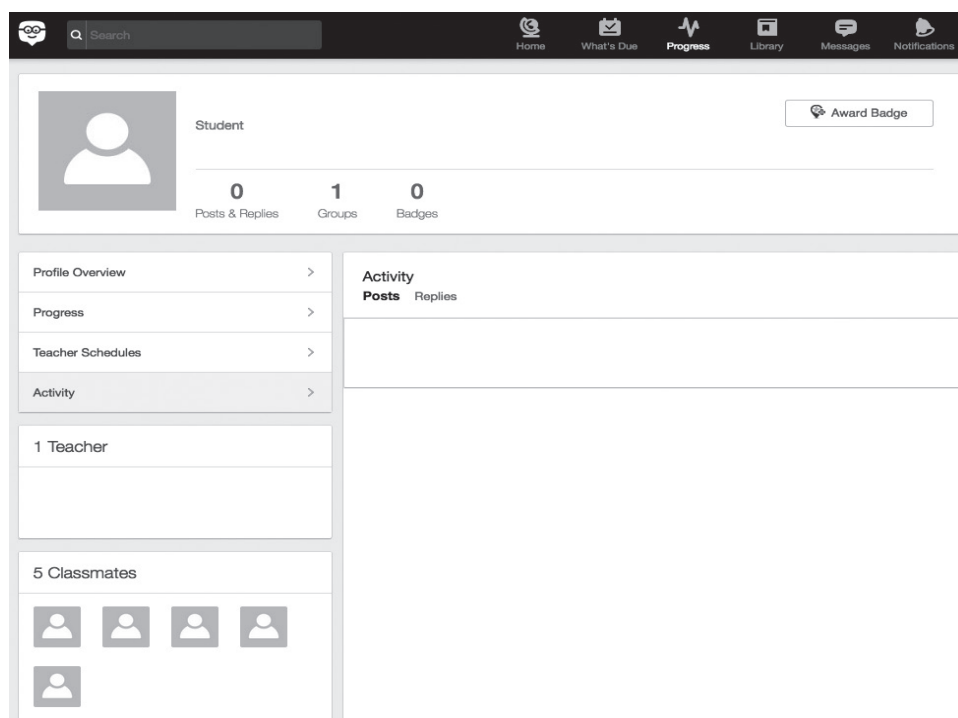 Search
Home What's Due Progress Library Messages Notifications
Student
Award Badge
0 1 0
Posts & Replies Groups Badges
Profile Overview
Progress
Teacher Schedules
Activity
1 Teacher
5 Classmates
Activity
Posts Replies